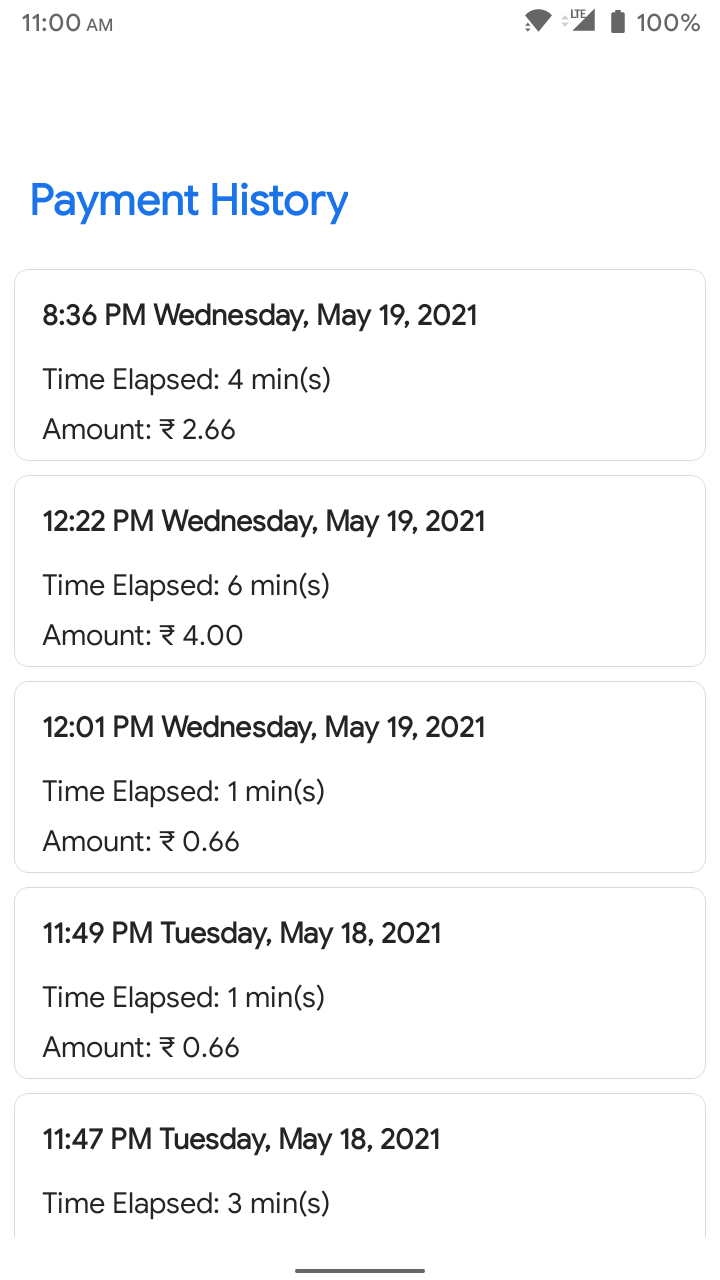 11:00 AM LTE 100%
Payment History
8:36 PM Wednesday, May 19, 2021
Time Elapsed: 4 min(s)
Amount: ₹ 2.66
12:22 PM Wednesday, May 19, 2021
Time Elapsed: 6 min(s)
Amount: ₹ 4.00
12:01 PM Wednesday, May 19, 2021
Time Elapsed: 1 min(s)
Amount: ₹ 0.66
11:49 PM Tuesday, May 18, 2021
Time Elapsed: 1 min(s)
Amount: ₹ 0.66
11:47 PM Tuesday, May 18, 2021
Time Elapsed: 3 min(s)